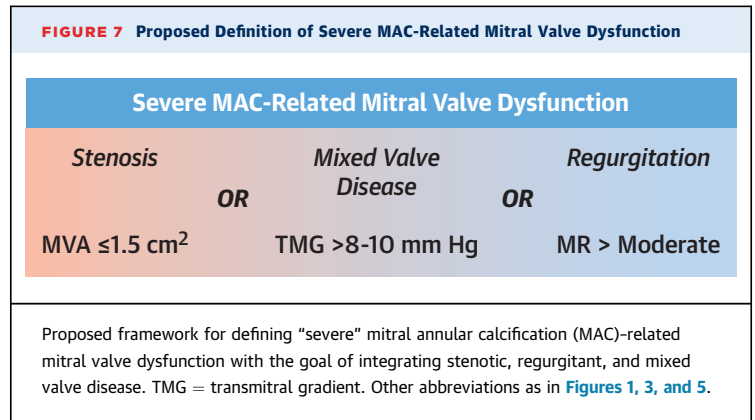 FIGURE 7 Proposed Definition of Severe MAC-Related Mitral Valve Dysfunction
Severe MAC-Related Mitral Valve Dysfunction
Stenosis
MVA ≤1.5 cm²
OR
Mixed Valve
Disease
TMG >8-10 mm Hg
OR
Regurgitation
MR > Moderate
Proposed framework for defining “severe” mitral annular calcification (MAC)-related
mitral valve dysfunction with the goal of integrating stenotic, regurgitant, and mixed
valve disease. TMG = transmitral gradient. Other abbreviations as in Figures 1, 3, and 5.